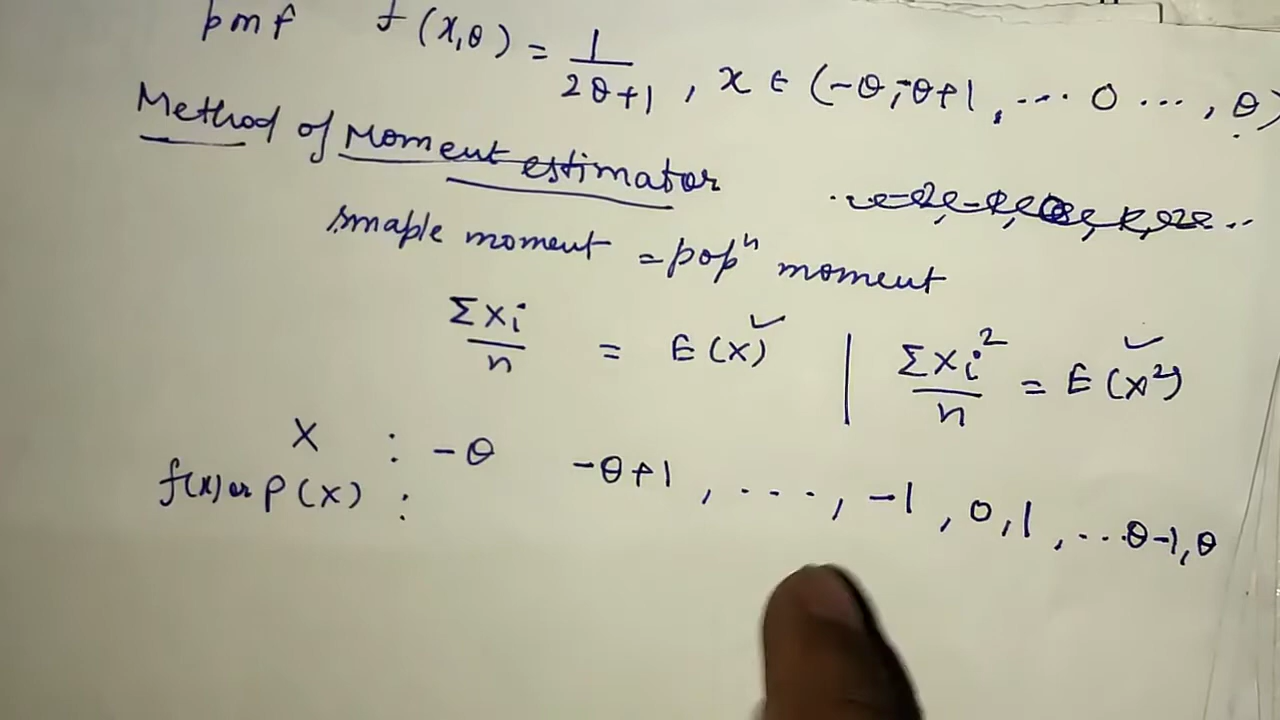 pmf f(x,θ) = 1/(2θ+1) , x ∈ (-θ,-θ+1, ... 0 ..., θ)
Method of Moment estimator
smaple moment = popⁿ moment
Σxi/n = E(X) ✓ | Σxi²/n = E(X²) ✓
X : -θ -θ+1, ...., -1, 0, 1, ...θ-1, θ
f(x) or P(X) :